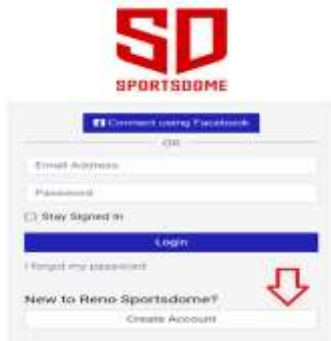 SD
SPORTSDOME
Connect using Facebook
OR
Email Address
Password
Stay Signed In
Login
I forgot my password
New to Reno Sportsdome?
Create Account